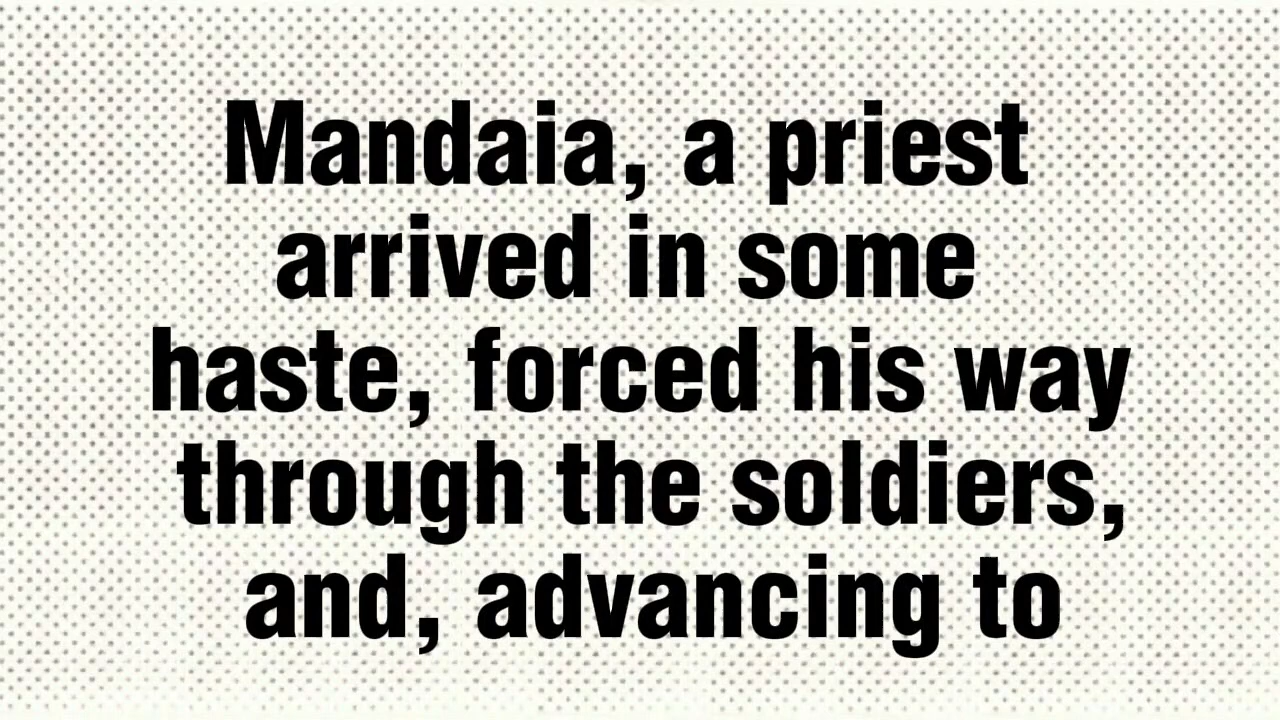 Mandaia, a priest
arrived in some
haste, forced his way
through the soldiers,
and, advancing to